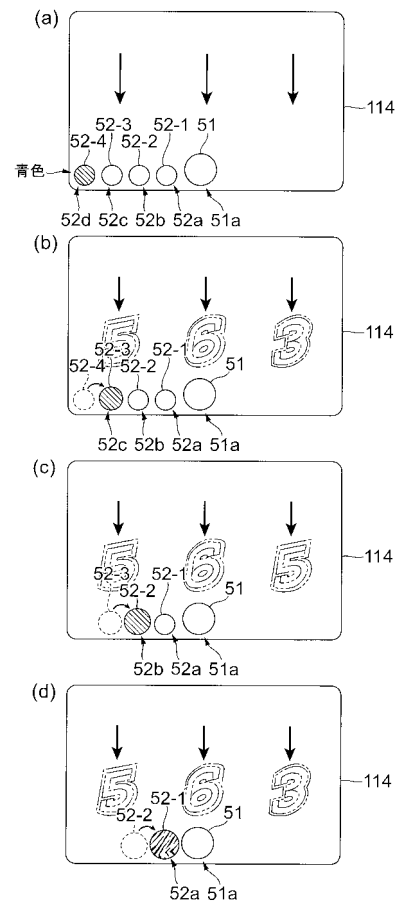 (a)
114
52-4 52-3 52-2 52-1 51
青色
52d 52c 52b 52a 51a
(b)
5 6 3
114
52-4 52-3 52-2 52-1 51
52c 52b 52a 51a
(c)
5 6 5
114
52-3 52-2 52-1 51
52b 52a 51a
(d)
5 6 3
114
52-2 52-1 51
52a 51a